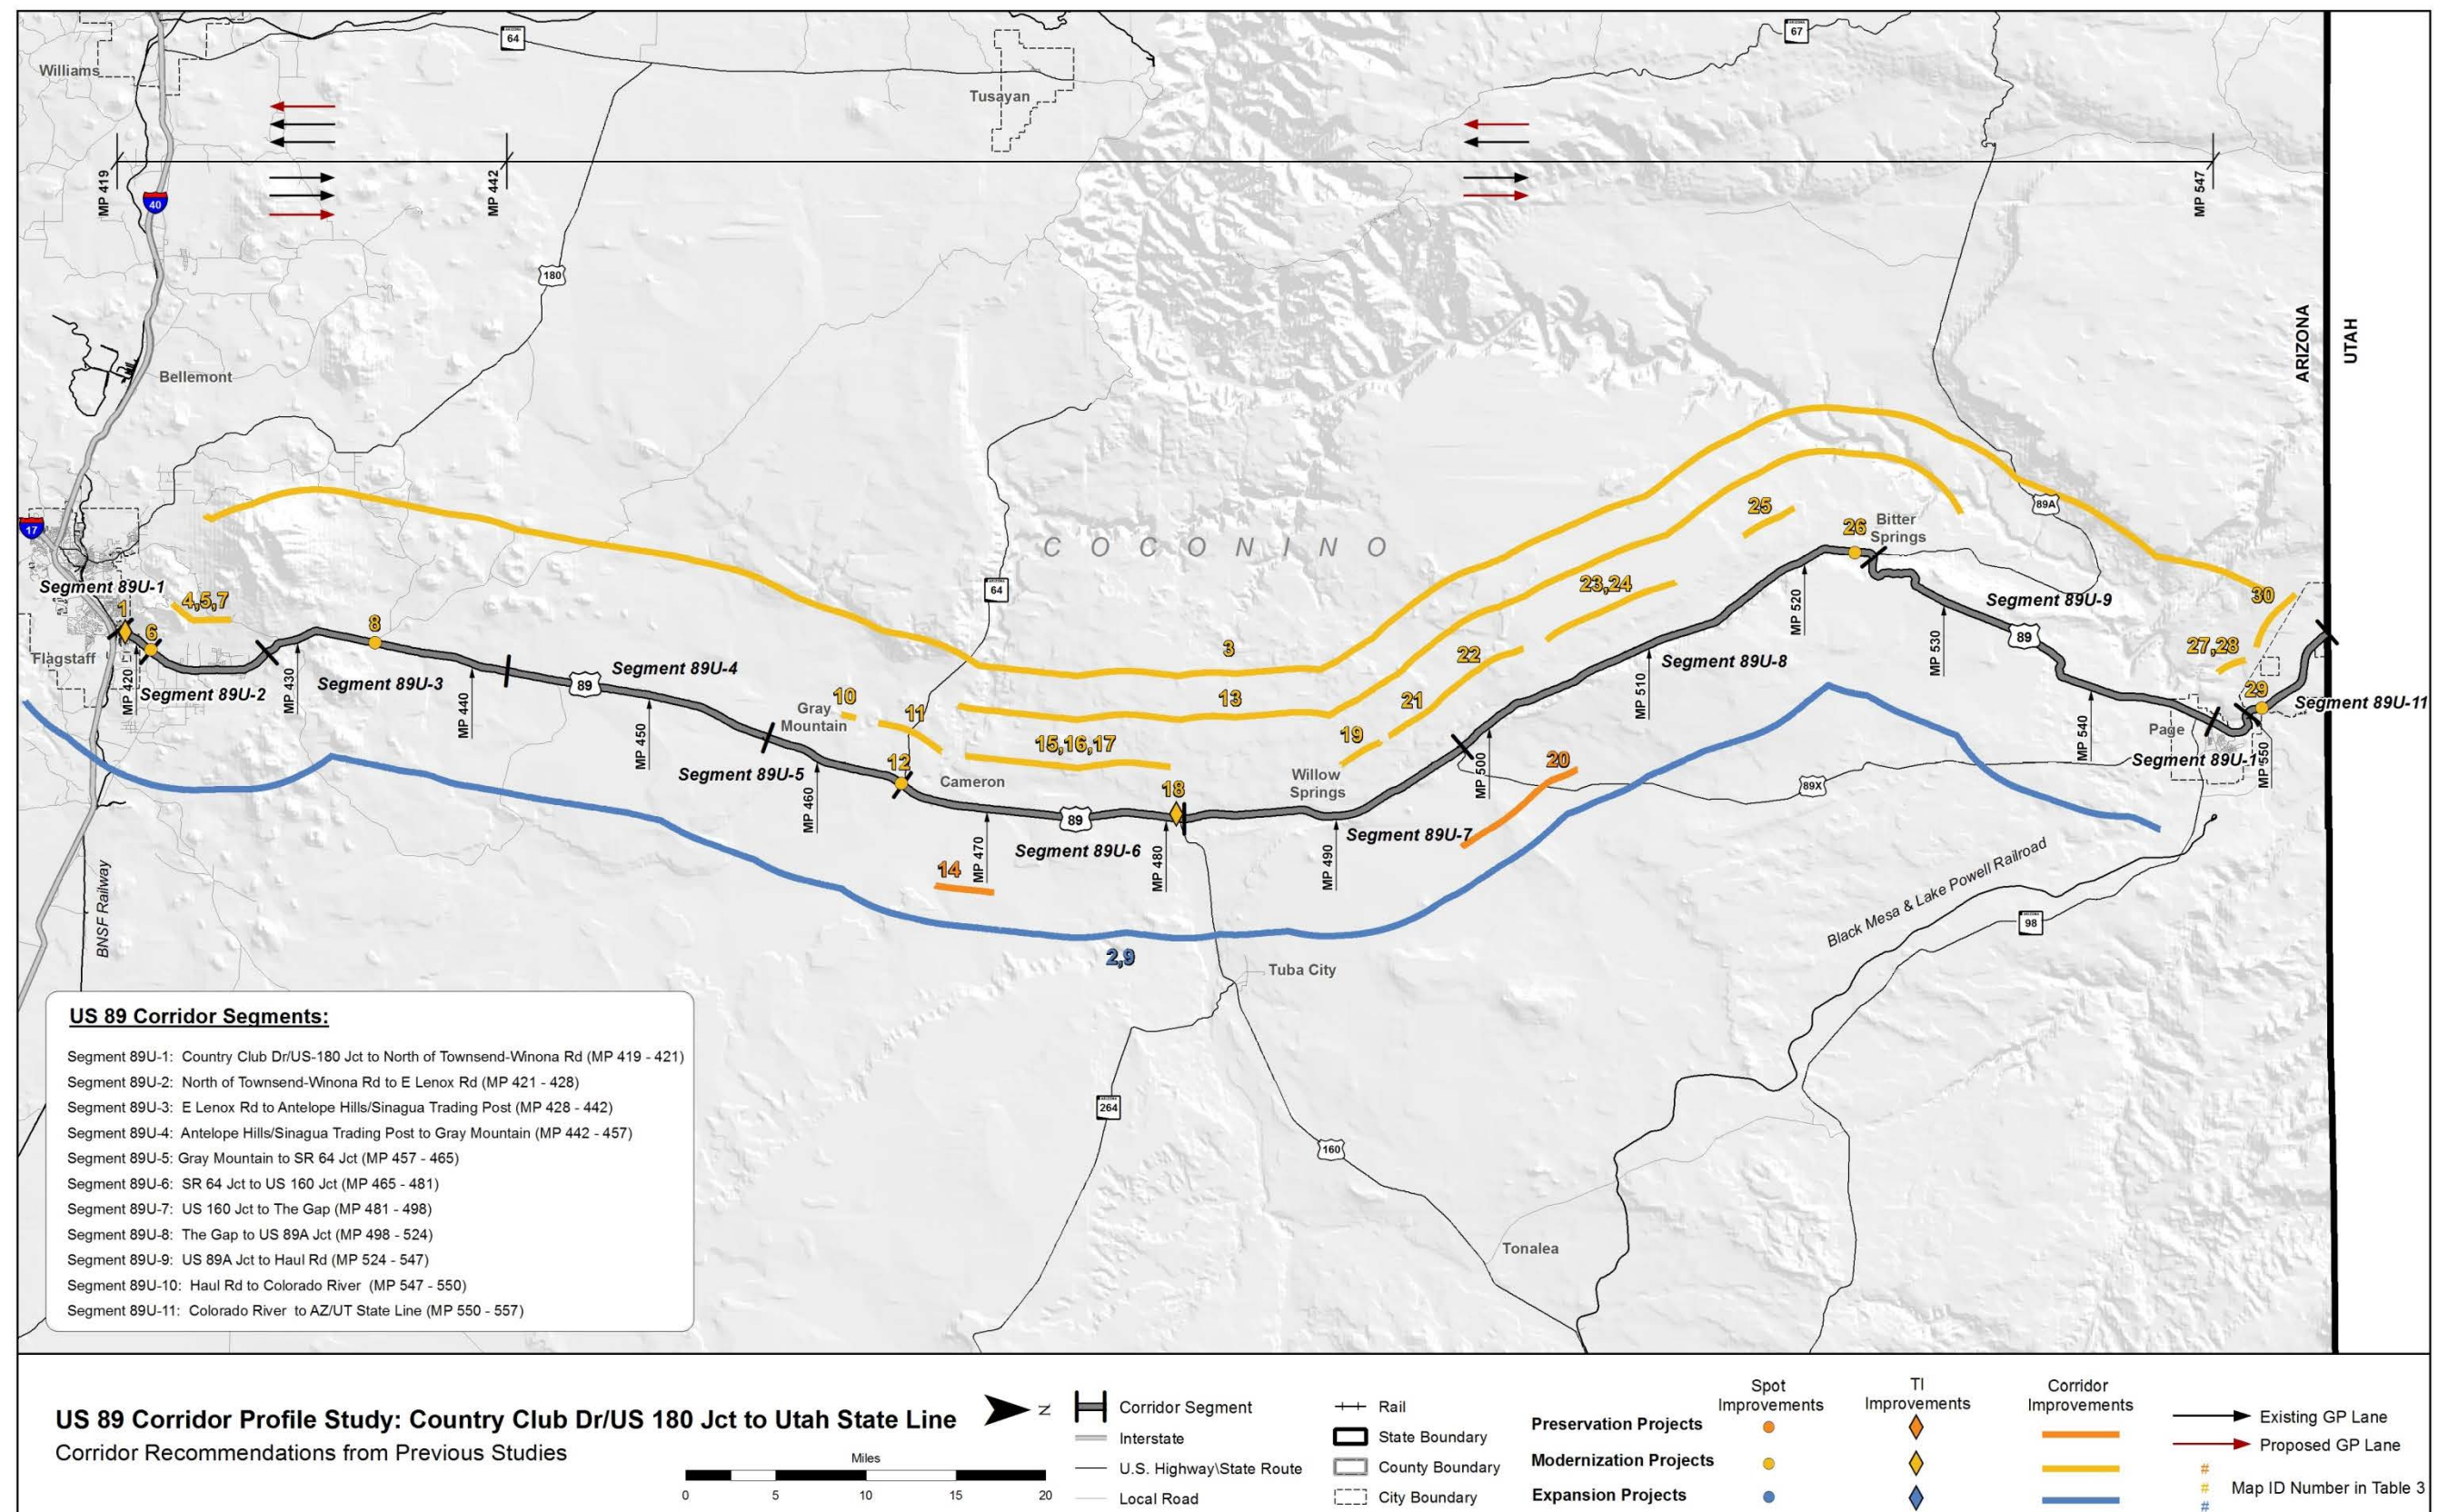 Williams
64
67
Tusayan
MP 419
MP 442
MP 547
40
180
ARIZONA
UTAH
Bellemont
17
89A
25
26
Bitter
Springs
C O C O N I N O
64
Segment 89U-1
1
4,5,7
6
8
23,24
Segment 89U-9
30
89
Flagstaff
MP 420
Segment 89U-2
MP 430
Segment 89U-3
MP 440
89
Segment 89U-4
3
22
Segment 89U-8
MP 510
MP 520
MP 530
27,28
29
Segment 89U-11
10
Gray
Mountain
11
13
21
MP 450
15,16,17
19
MP 500
20
MP 540
Page
Segment 89U-1
MP 550
Segment 89U-5
12
Cameron
18
Willow
Springs
89X
MP 460
MP 470
89
Segment 89U-6
MP 480
MP 490
Segment 89U-7
14
BNSF Railway
2,9
Tuba City
Black Mesa & Lake Powell Railroad
98
264
160
Tonalea
US 89 Corridor Segments:
Segment 89U-1: Country Club Dr/US-180 Jct to North of Townsend-Winona Rd (MP 419 - 421)
Segment 89U-2: North of Townsend-Winona Rd to E Lenox Rd (MP 421 - 428)
Segment 89U-3: E Lenox Rd to Antelope Hills/Sinagua Trading Post (MP 428 - 442)
Segment 89U-4: Antelope Hills/Sinagua Trading Post to Gray Mountain (MP 442 - 457)
Segment 89U-5: Gray Mountain to SR 64 Jct (MP 457 - 465)
Segment 89U-6: SR 64 Jct to US 160 Jct (MP 465 - 481)
Segment 89U-7: US 160 Jct to The Gap (MP 481 - 498)
Segment 89U-8: The Gap to US 89A Jct (MP 498 - 524)
Segment 89U-9: US 89A Jct to Haul Rd (MP 524 - 547)
Segment 89U-10: Haul Rd to Colorado River (MP 547 - 550)
Segment 89U-11: Colorado River to AZ/UT State Line (MP 550 - 557)
US 89 Corridor Profile Study: Country Club Dr/US 180 Jct to Utah State Line
Corridor Recommendations from Previous Studies
Miles
0 5 10 15 20
N
Corridor Segment
Interstate
U.S. Highway\State Route
Local Road
Rail
State Boundary
County Boundary
City Boundary
Spot
Improvements
TI
Improvements
Corridor
Improvements
Preservation Projects
Modernization Projects
Expansion Projects
Existing GP Lane
Proposed GP Lane
#
#
#
Map ID Number in Table 3